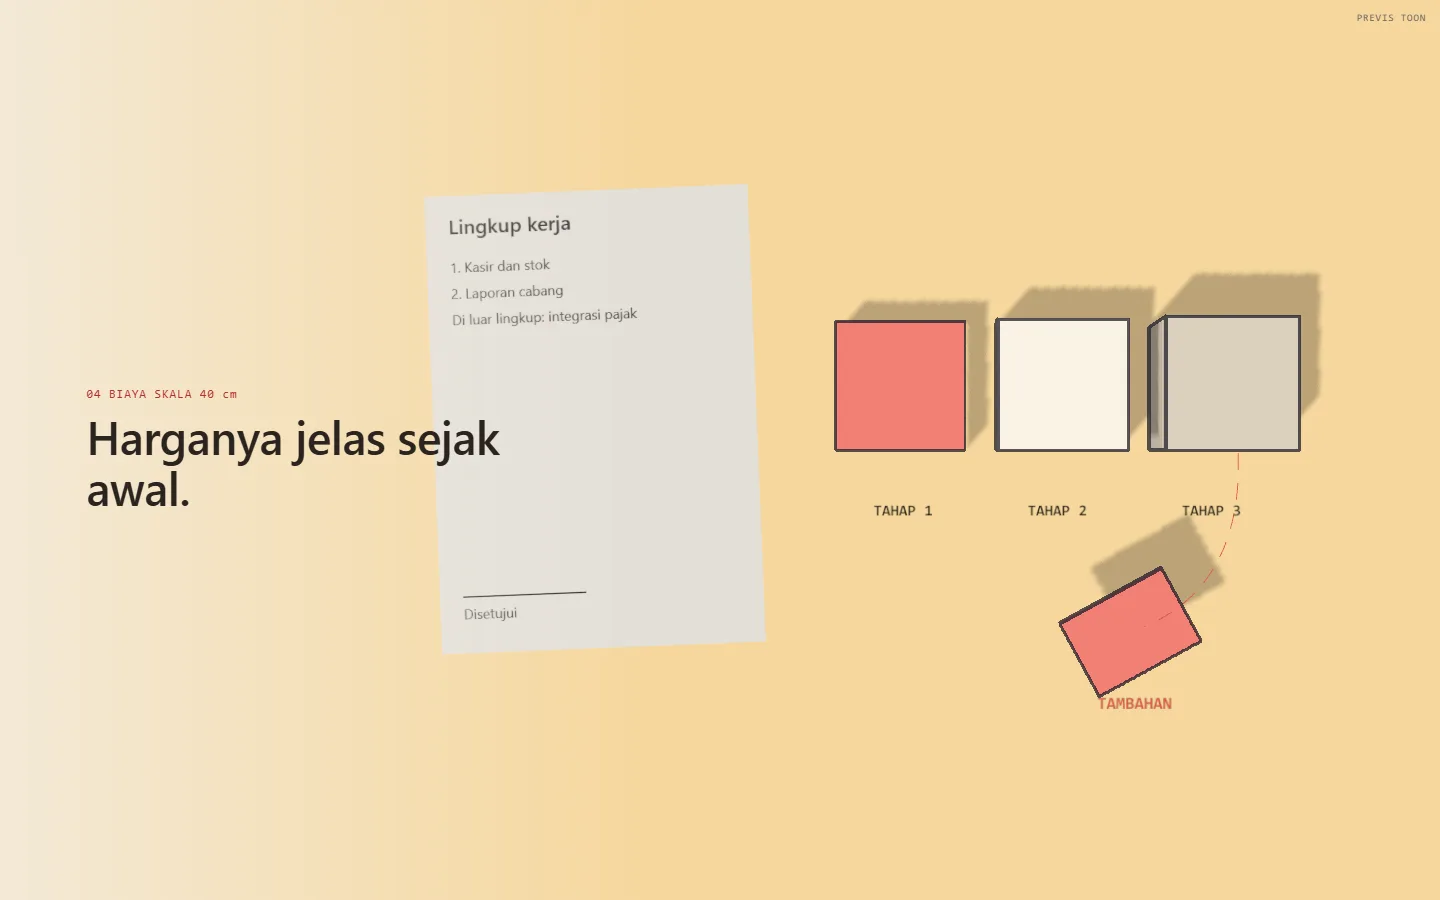 PREVIS TOON
Lingkup kerja
1. Kasir dan stok
2. Laporan cabang
Di luar lingkup: integrasi pajak
Disetujui
04 BIAYA SKALA 40 cm
Harganya jelas sejak
awal.
TAHAP 1
TAHAP 2
TAHAP 3
TAMBAHAN